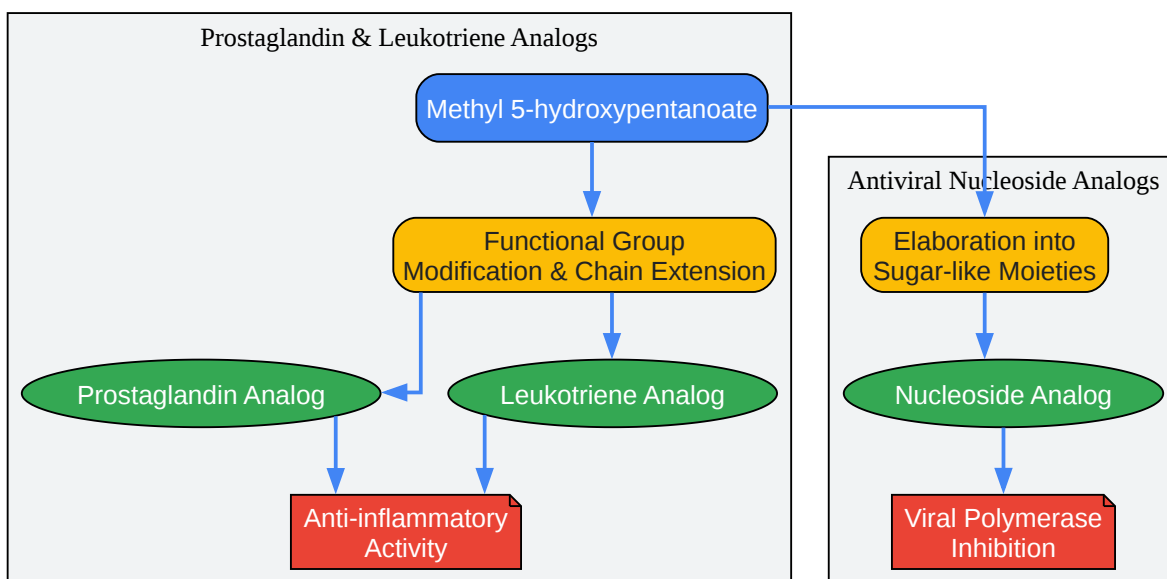 Prostaglandin & Leukotriene Analogs
Methyl 5-hydroxypentanoate
Functional Group
Modification & Chain Extension
Prostaglandin Analog
Leukotriene Analog
Anti-inflammatory
Activity
Antiviral Nucleoside Analogs
Elaboration into
Sugar-like Moieties
Nucleoside Analog
Viral Polymerase
Inhibition